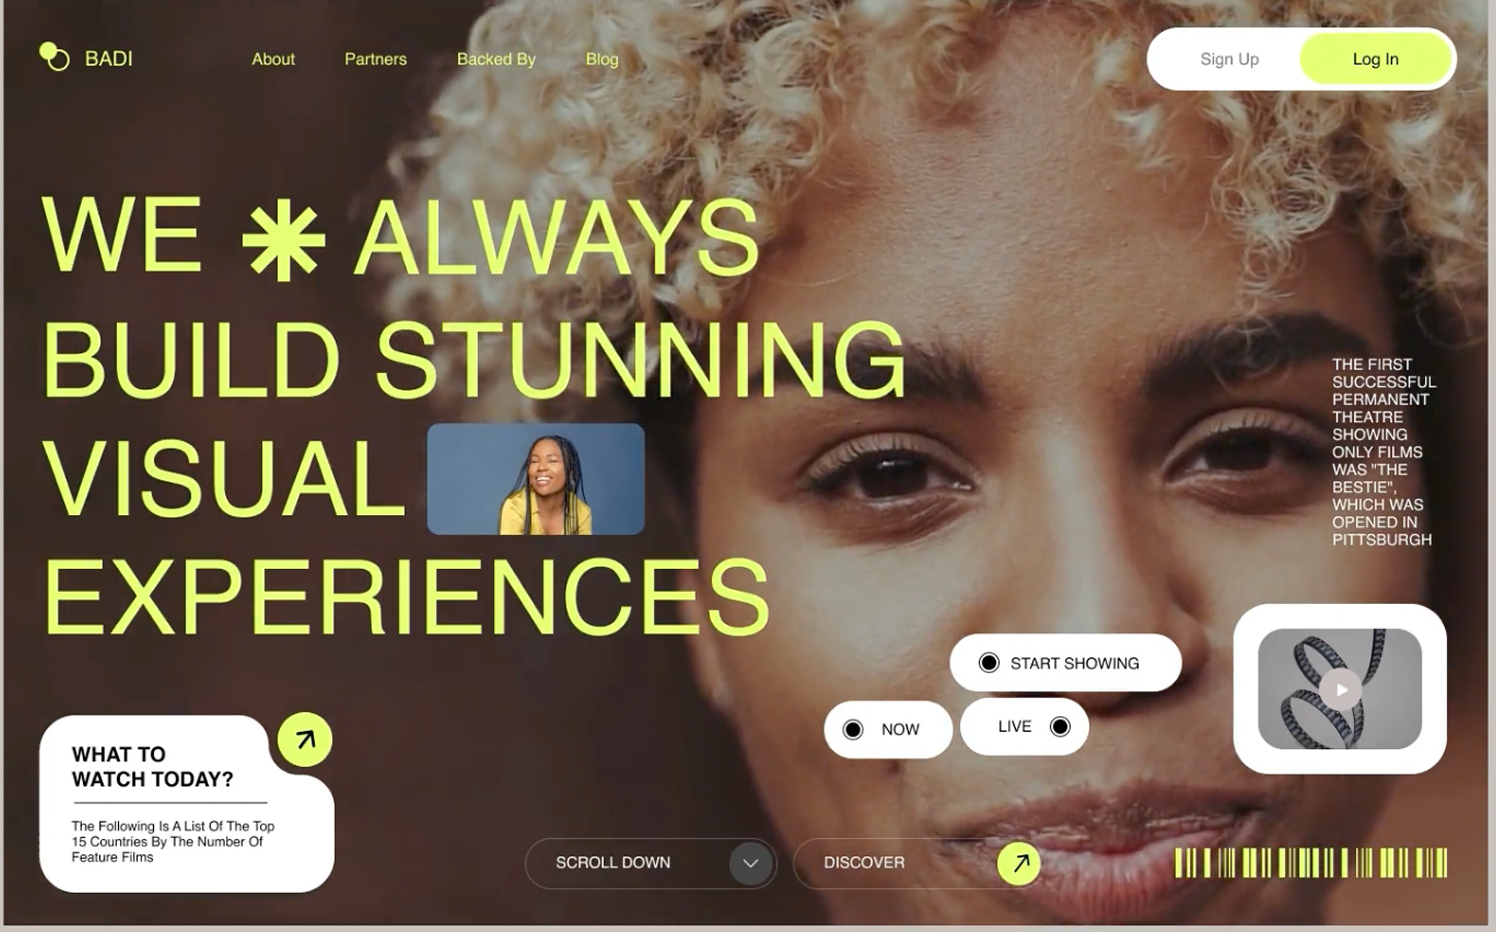 BADI
About
Partners
Backed By
Blog
Sign Up
Log In
WE ALWAYS
BUILD STUNNING
VISUAL
EXPERIENCES
THE FIRST
SUCCESSFUL
PERMANENT
THEATRE
SHOWING
ONLY FILMS
WAS "THE
BESTIE",
WHICH WAS
OPENED IN
PITTSBURGH
START SHOWING
NOW
LIVE
WHAT TO
WATCH TODAY?
The Following Is A List Of The Top
15 Countries By The Number Of
Feature Films
SCROLL DOWN
DISCOVER